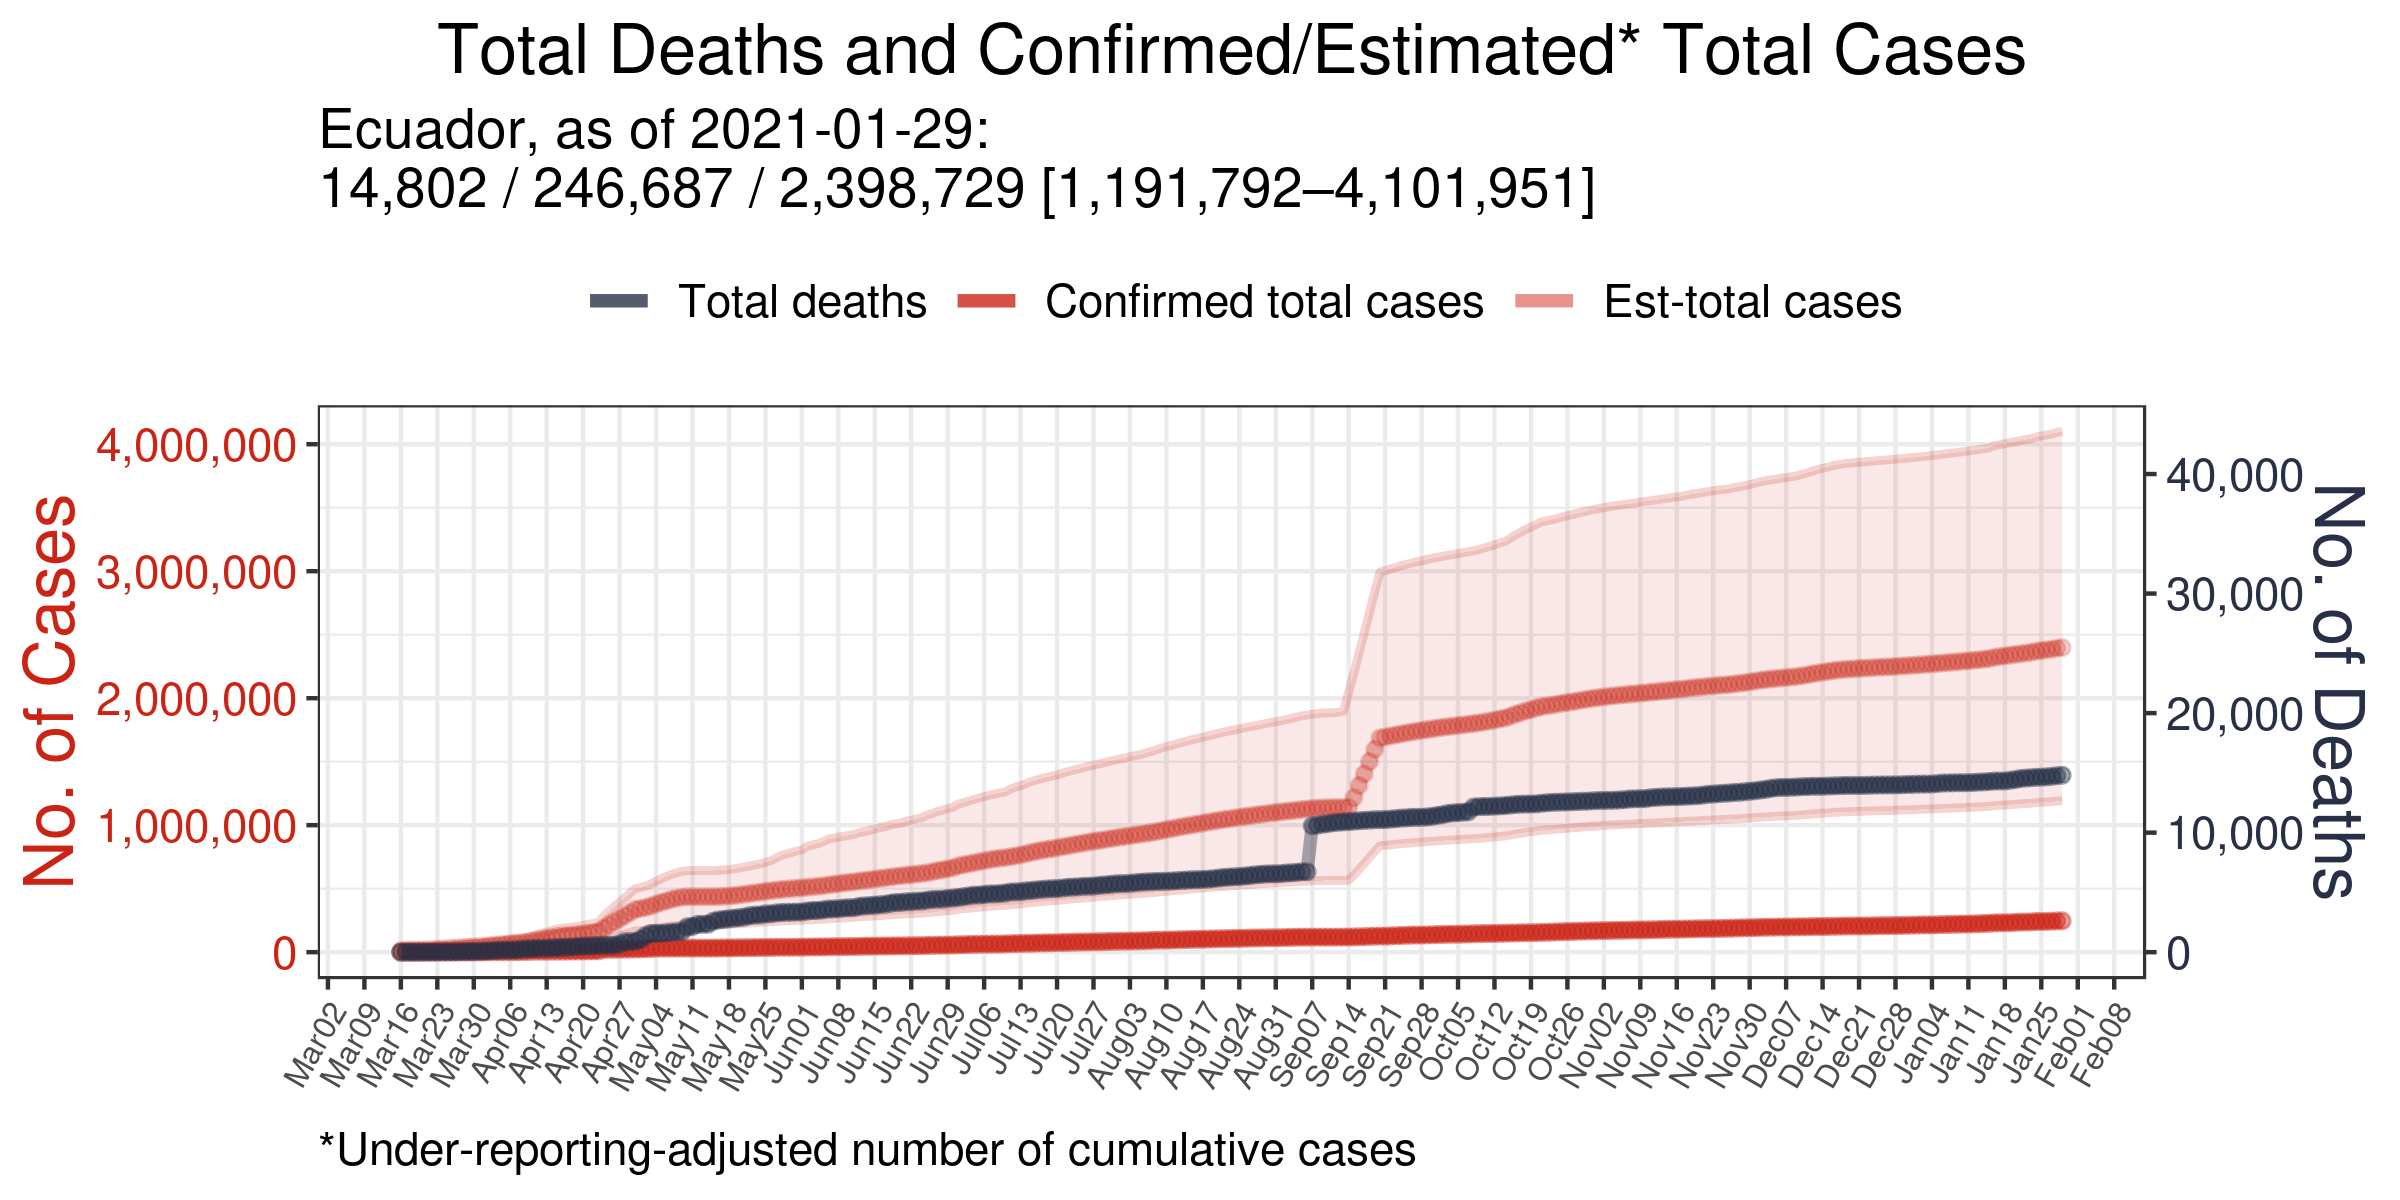 Total Deaths and Confirmed/Estimated* Total Cases
Ecuador, as of 2021-01-29:
14,802 / 246,687 / 2,398,729 [1,191,792–4,101,951]
Total deaths
Confirmed total cases
Est-total cases
No. of Cases
4,000,000
3,000,000
2,000,000
1,000,000
0
40,000
30,000
20,000
10,000
0
No. of Deaths
Mar02
Mar09
Mar16
Mar23
Mar30
Apr06
Apr13
Apr20
Apr27
May04
May11
May18
May25
Jun01
Jun08
Jun15
Jun22
Jun29
Jul06
Jul13
Jul20
Jul27
Aug03
Aug10
Aug17
Aug24
Aug31
Sep07
Sep14
Sep21
Sep28
Oct05
Oct12
Oct19
Oct26
Nov02
Nov09
Nov16
Nov23
Nov30
Dec07
Dec14
Dec21
Dec28
Jan04
Jan11
Jan18
Jan25
Feb01
Feb08
*Under-reporting-adjusted number of cumulative cases